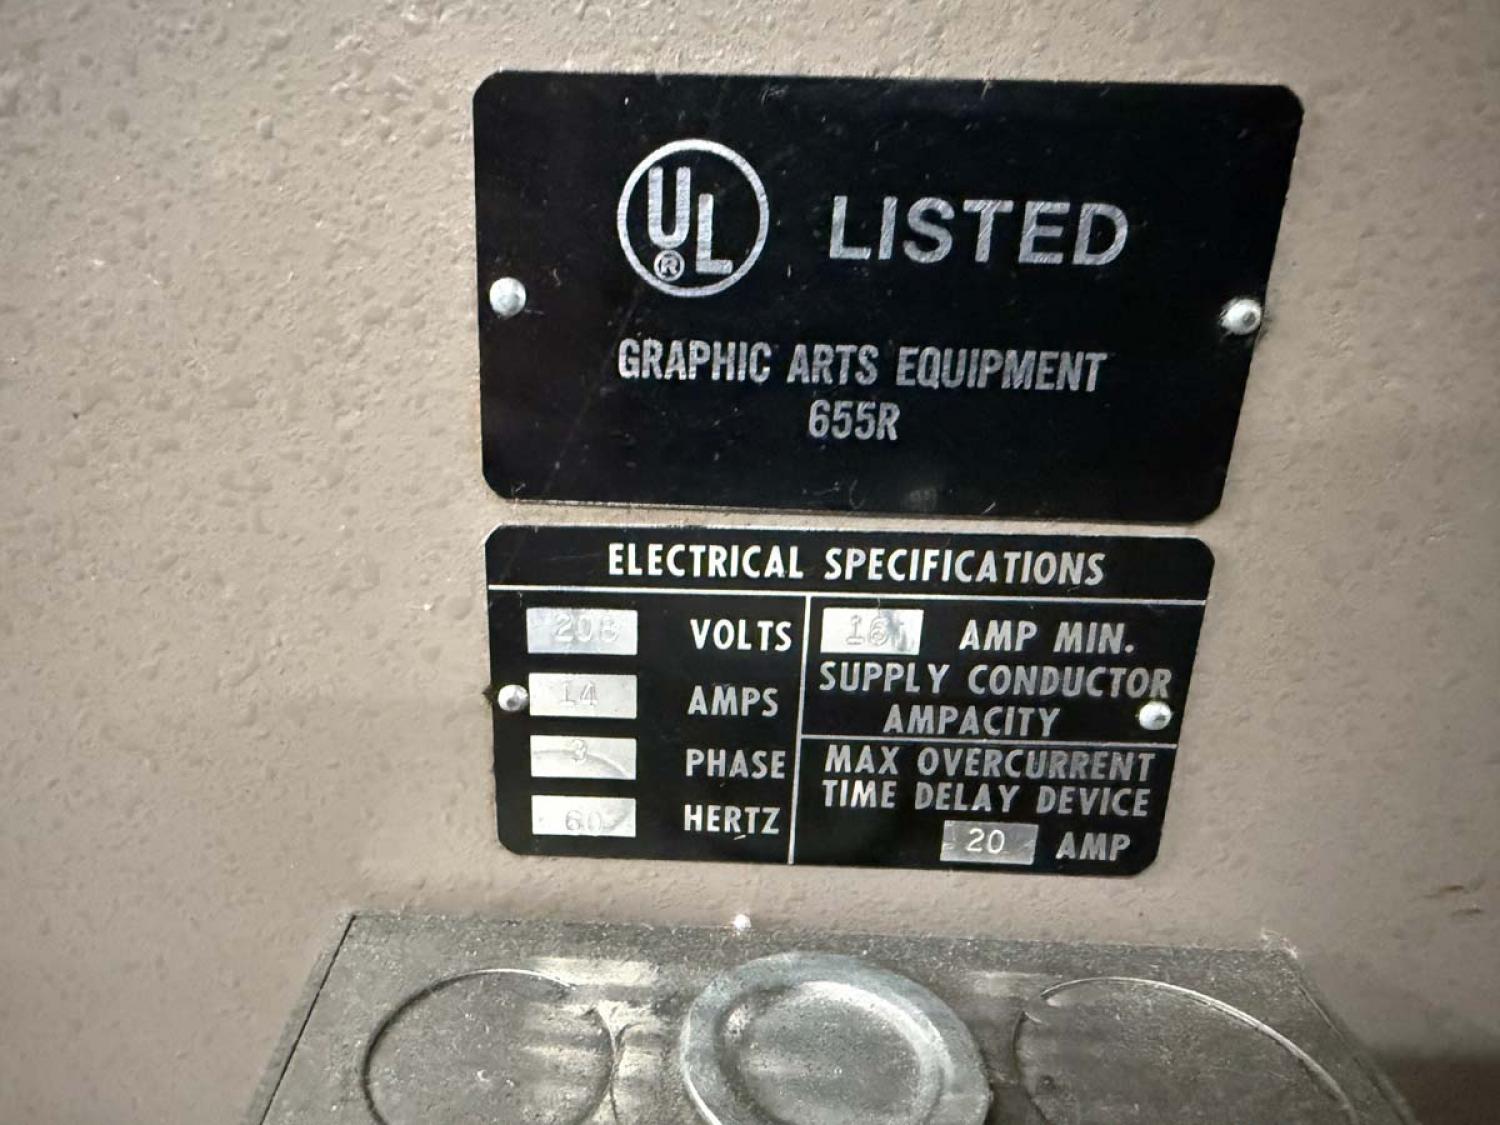 UL® LISTED
GRAPHIC ARTS EQUIPMENT
655R
ELECTRICAL SPECIFICATIONS
208 VOLTS
14 AMPS
3 PHASE
60 HERTZ
AMP MIN.
SUPPLY CONDUCTOR
AMPACITY
MAX OVERCURRENT
TIME DELAY DEVICE
20 AMP